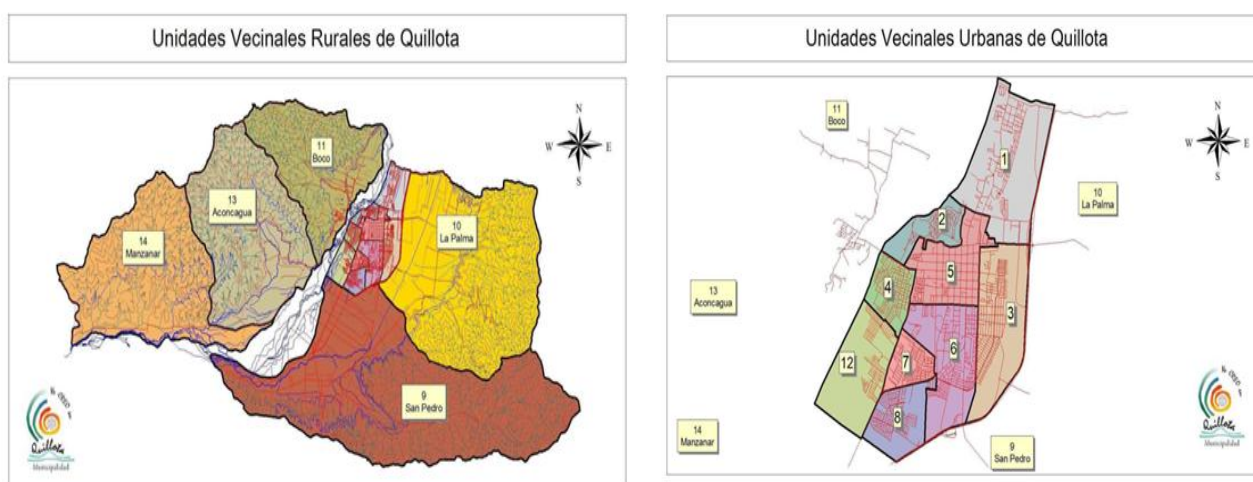 Unidades Vecinales Rurales de Quillota
11
Boco
13
Aconcagua
14
Manzanar
10
La Palma
9
San Pedro
N
W
E
S
Quillota
Municipalidad
Unidades Vecinales Urbanas de Quillota
11
Boco
N
W
E
S
1
10
La Palma
2
5
13
Aconcagua
4
3
12
7
6
8
14
Manzanar
9
San Pedro
Quillota
Municipalidad